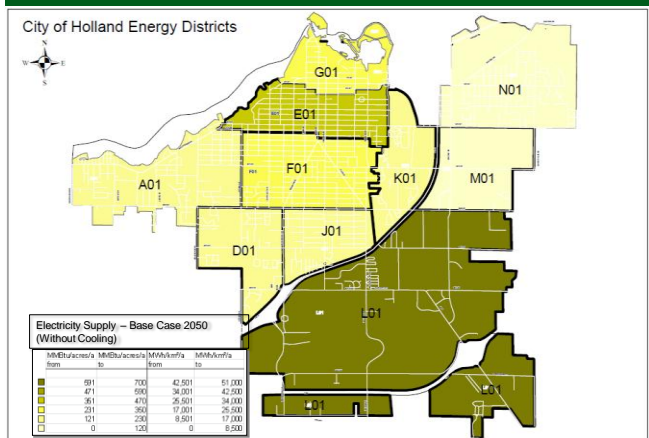 City of Holland Energy Districts
N
W E
S
G01
N01
E01
F01
K01
M01
A01
J01
D01
L01
L01
L01
Electricity Supply – Base Case 2050
(Without Cooling)
MMBtu/acres/a MMBtu/acres/a MWh/km²/a MWh/km²/a
from to from to
591 700 42,501 51,000
471 590 34,001 42,500
351 470 25,501 34,000
231 350 17,001 25,500
121 230 8,501 17,000
0 120 0 8,500